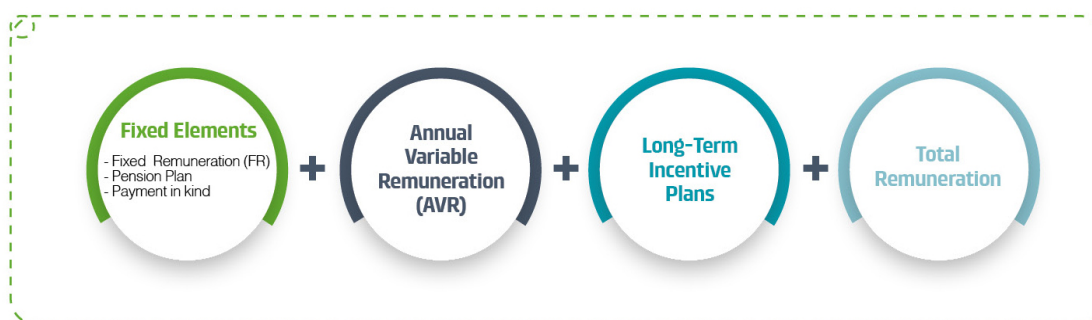 Fixed Elements
- Fixed Remuneration (FR)
- Pension Plan
- Payment in kind
+
Annual
Variable
Remuneration
(AVR)
+
Long-Term
Incentive
Plans
+
Total
Remuneration